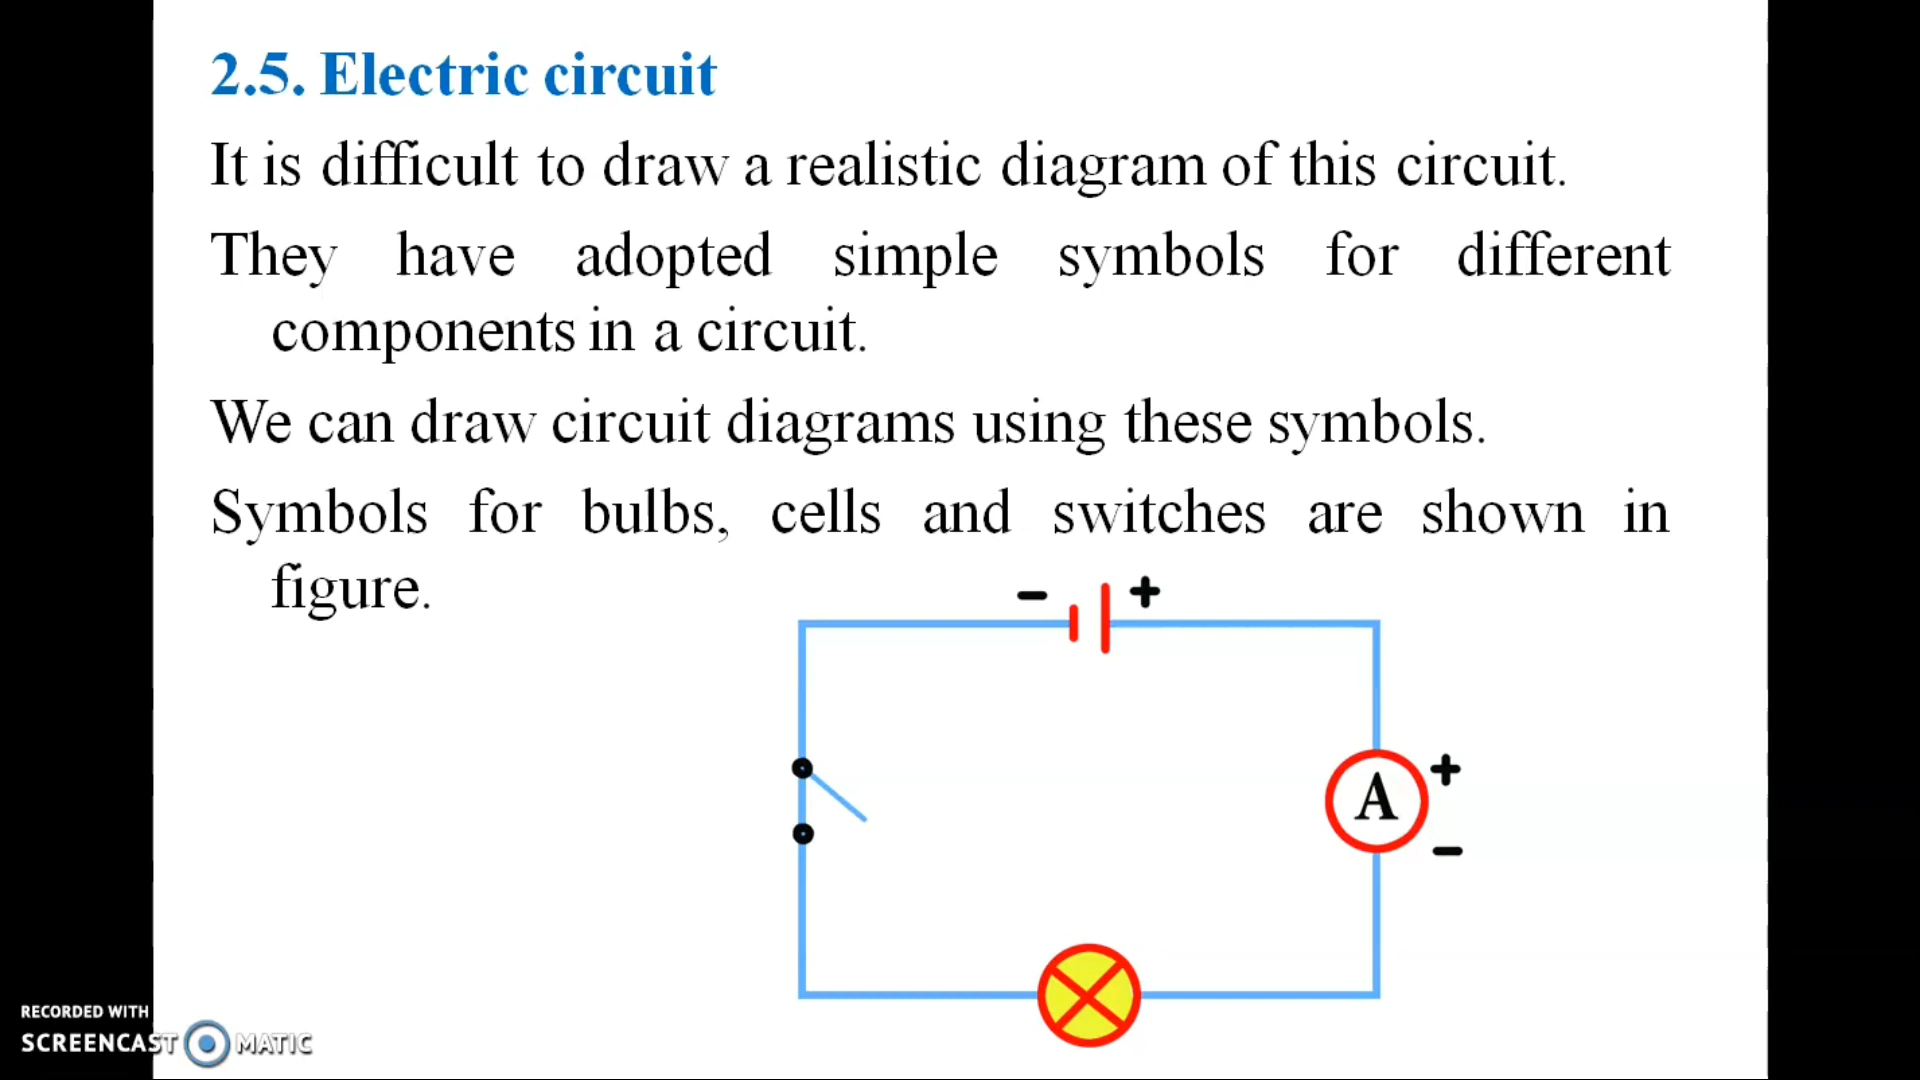 2.5. Electric circuit
It is difficult to draw a realistic diagram of this circuit.
They have adopted simple symbols for different
components in a circuit.
We can draw circuit diagrams using these symbols.
Symbols for bulbs, cells and switches are shown in
figure.
- +
A +
-
RECORDED WITH
SCREENCAST MATIC